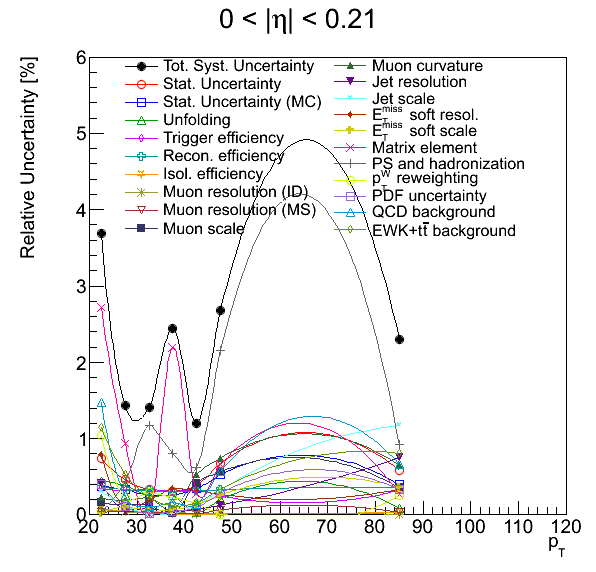 0 < |η| < 0.21
Relative Uncertainty [%]
6
5
4
3
2
1
0
Tot. Syst. Uncertainty
Stat. Uncertainty
Stat. Uncertainty (MC)
Unfolding
Trigger efficiency
Recon. efficiency
Isol. efficiency
Muon resolution (ID)
Muon resolution (MS)
Muon scale
Muon curvature
Jet resolution
Jet scale
E_T^miss soft resol.
E_T^miss soft scale
Matrix element
PS and hadronization
p_T^W reweighting
PDF uncertainty
QCD background
EWK+tt̅ background
20 30 40 50 60 70 80 90 100 110 120
p_T